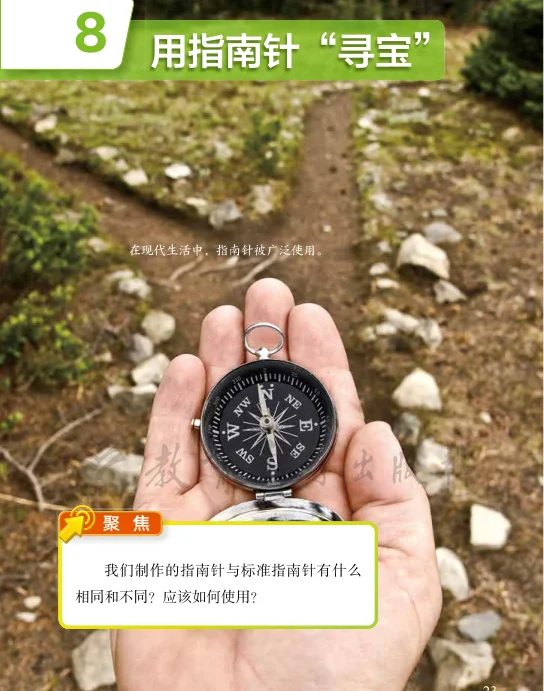 8
用指南针“寻宝”
在现代生活中，指南针被广泛使用。
N
NE
E
SE
S
SW
W
NW
聚焦
我们制作的指南针与标准指南针有什么
相同和不同？应该如何使用？
23